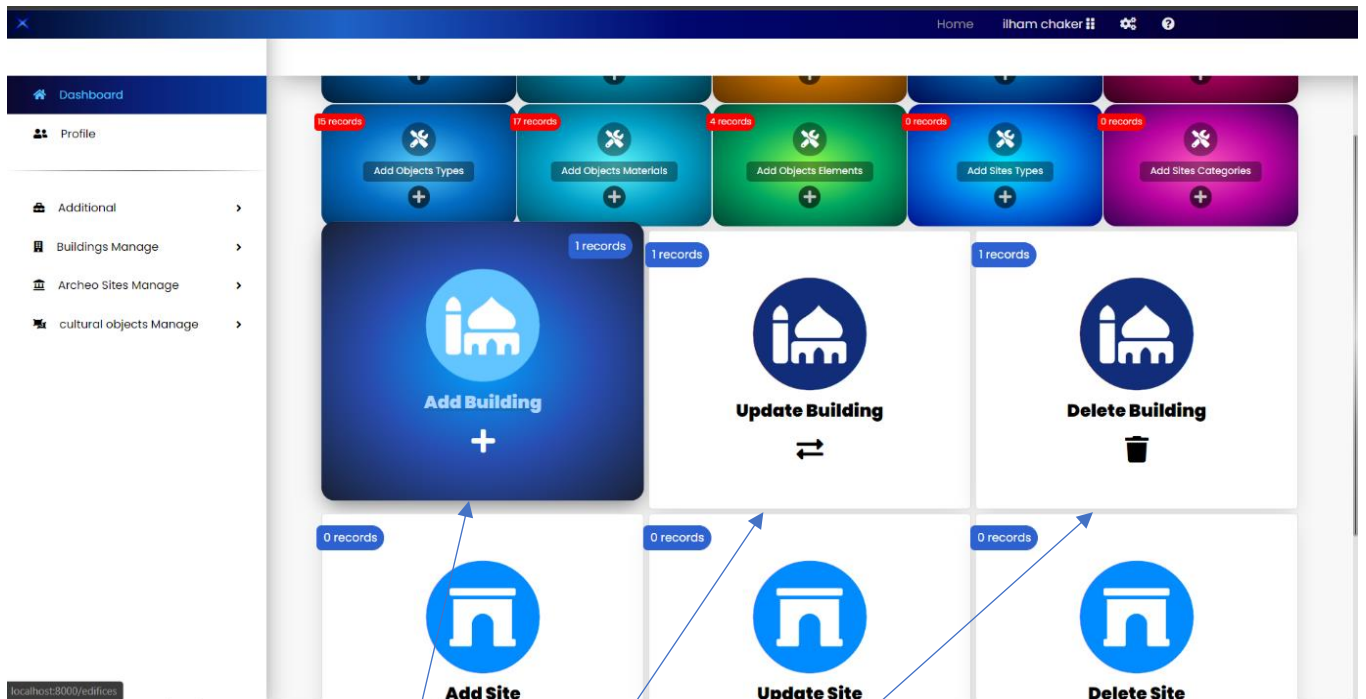 Home ilham chaker
Dashboard
Profile
Additional
Buildings Manage
Archeo Sites Manage
cultural objects Manage
15 records 17 records 4 records 0 records 0 records
Add Objects Types Add Objects Materials Add Objects Elements Add Sites Types Add Sites Categories
1 records 1 records 1 records
Add Building Update Building Delete Building
0 records 0 records 0 records
Add Site Update Site Delete Site
localhost:8000/edifices